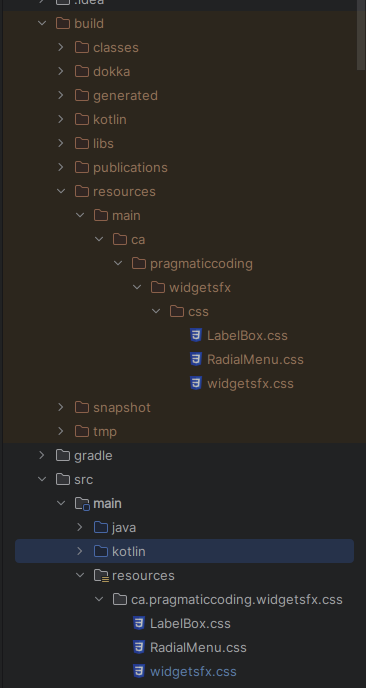 .idea
build
classes
dokka
generated
kotlin
libs
publications
resources
main
ca
pragmaticcoding
widgetsfx
css
LabelBox.css
RadialMenu.css
widgetsfx.css
snapshot
tmp
gradle
src
main
java
kotlin
resources
ca.pragmaticcoding.widgetsfx.css
LabelBox.css
RadialMenu.css
widgetsfx.css